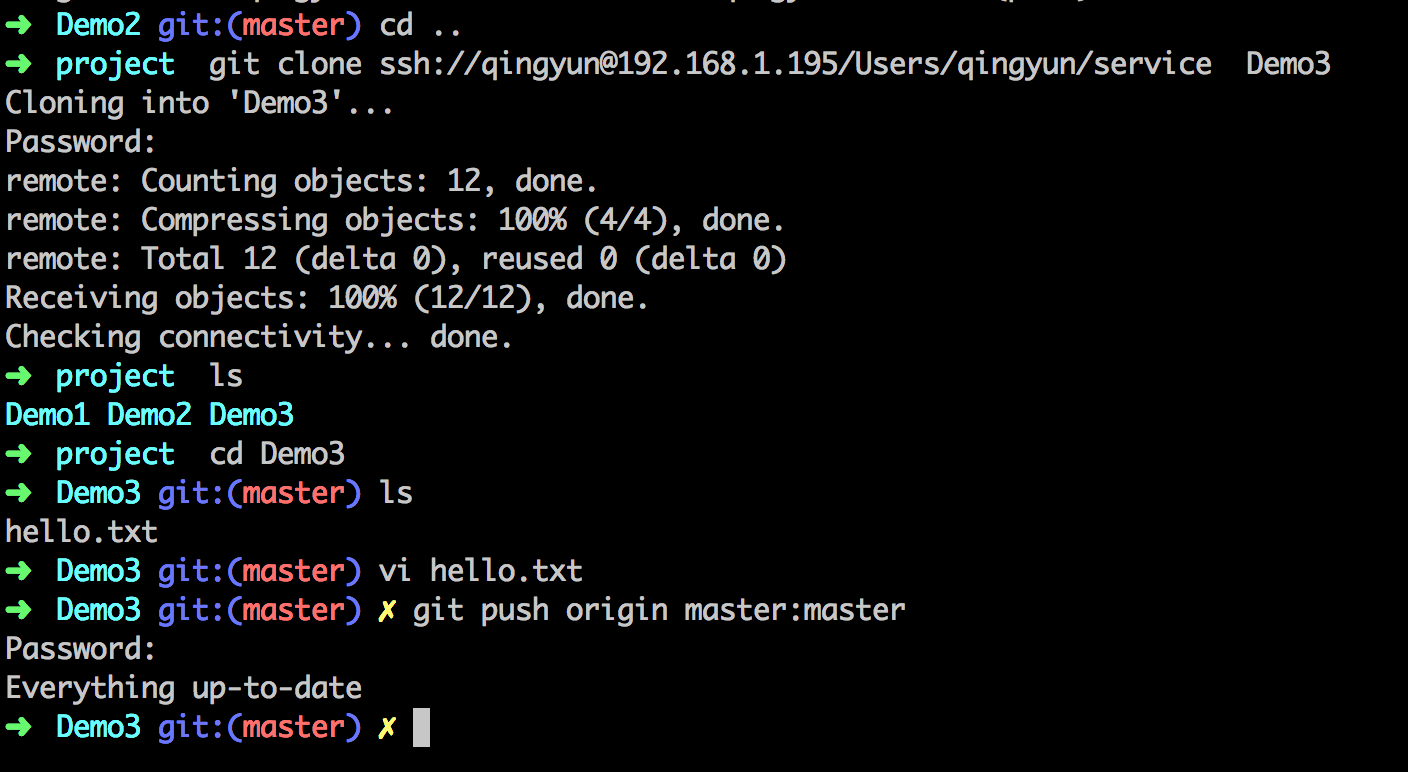 ➜ Demo2 git:(master) cd ..
➜ project git clone ssh://qingyun@192.168.1.195/Users/qingyun/service Demo3
Cloning into 'Demo3'...
Password:
remote: Counting objects: 12, done.
remote: Compressing objects: 100% (4/4), done.
remote: Total 12 (delta 0), reused 0 (delta 0)
Receiving objects: 100% (12/12), done.
Checking connectivity... done.
➜ project ls
Demo1 Demo2 Demo3
➜ project cd Demo3
➜ Demo3 git:(master) ls
hello.txt
➜ Demo3 git:(master) vi hello.txt
➜ Demo3 git:(master) ✗ git push origin master:master
Password:
Everything up-to-date
➜ Demo3 git:(master) ✗